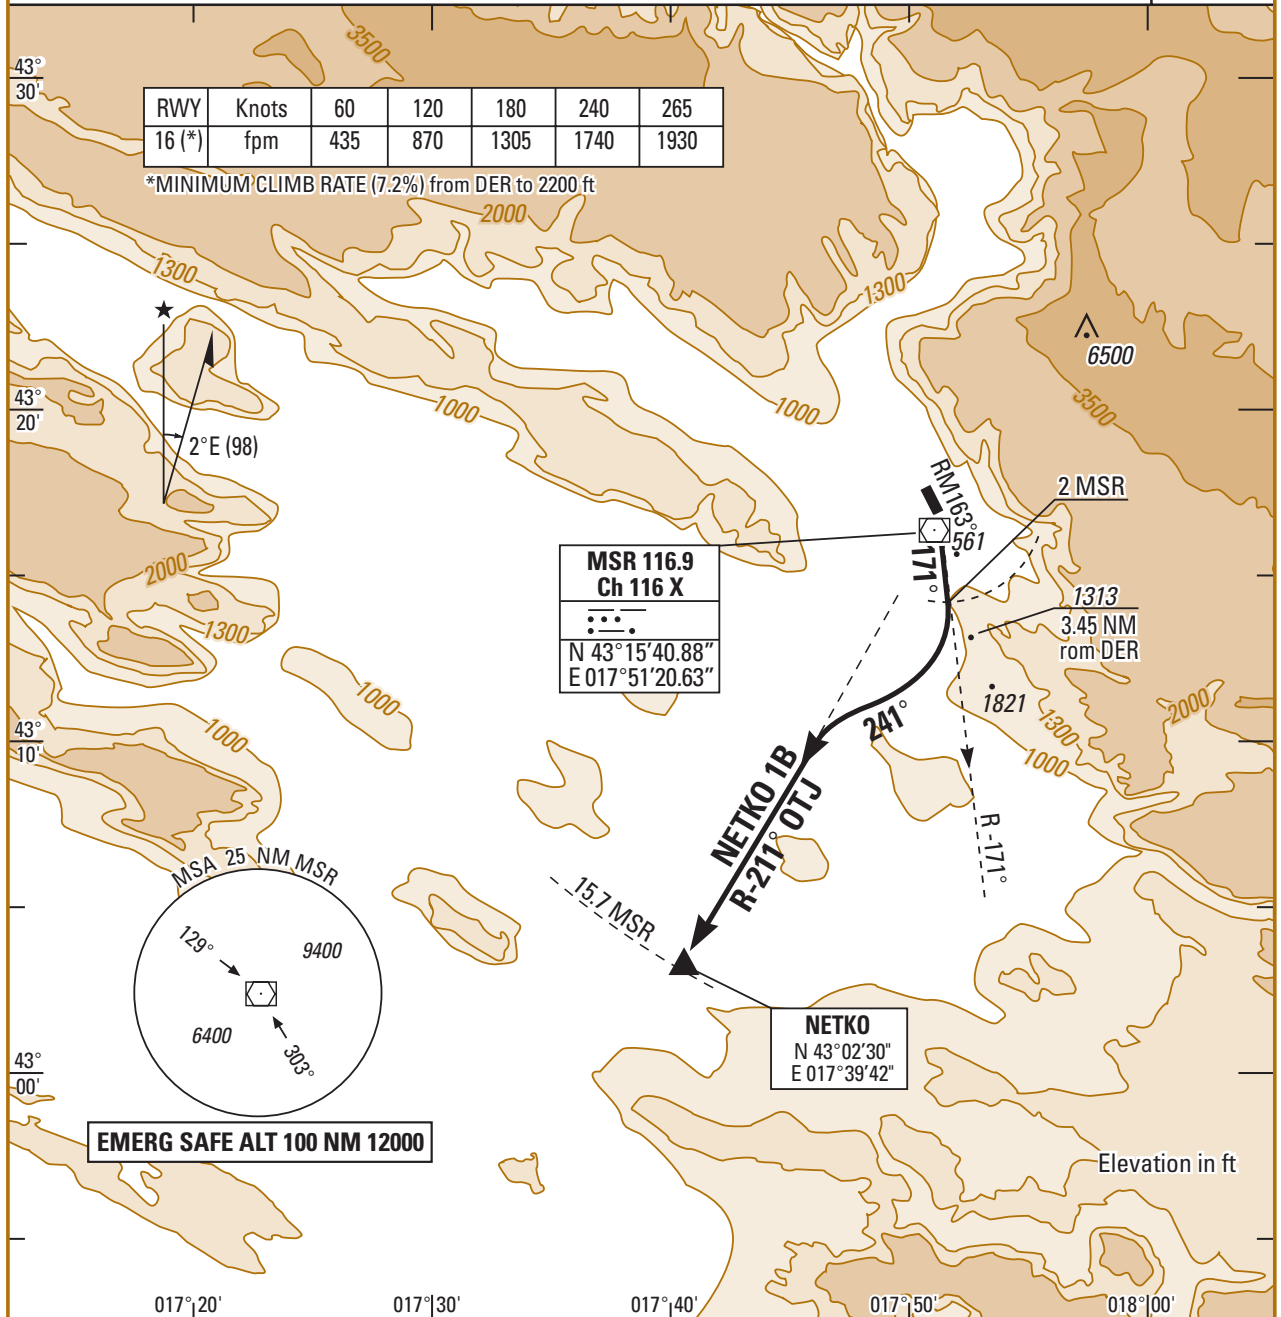 3500
43°
30'
RWY Knots 60 120 180 240 265
16 (*) fpm 435 870 1305 1740 1930
*MINIMUM CLIMB RATE (7.2%) from DER to 2200 ft
2000
1300
1300
6500
3500
43°
20'
1000
1000
2°E (98)
RM163°
2 MSR
561
MSR 116.9
Ch 116 X
N 43°15'40.88"
E 017°51'20.63"
171°
2000
1313
3.45 NM
rom DER
1300
1821
1000
2000
1300
1000
241°
1000
43°
10'
NETKO 1B
R-211° OTJ
R -171°
MSA 25 NM MSR
15.7 MSR
129°
9400
6400
303°
NETKO
N 43°02'30"
E 017°39'42"
43°
00'
EMERG SAFE ALT 100 NM 12000
Elevation in ft
017°20' 017°30' 017°40' 017°50' 018°00'